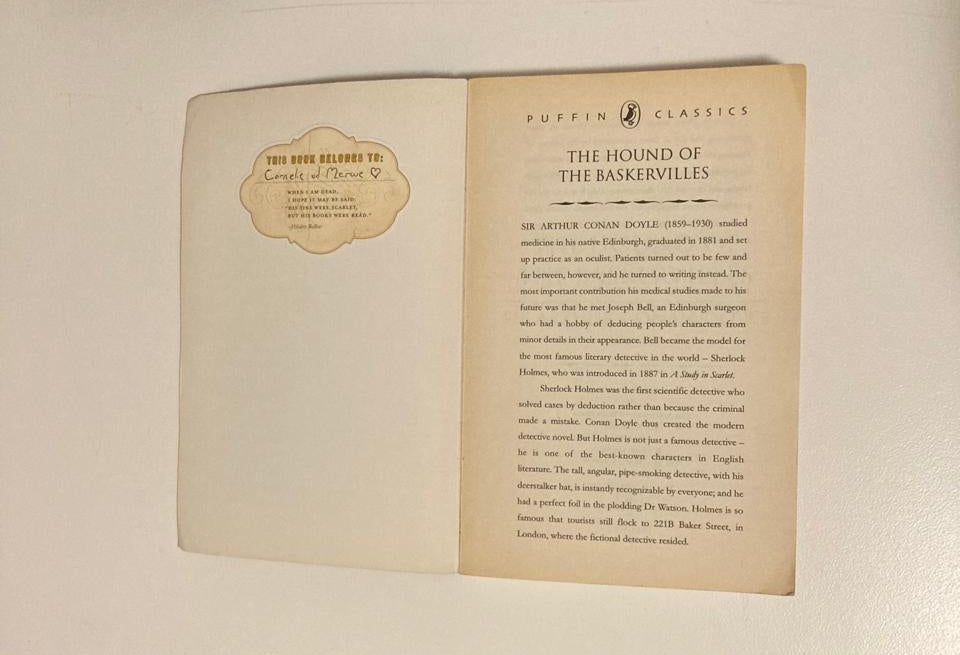 THIS BOOK BELONGS TO:
Cornelie vd Merwe ♡
WHEN I AM DEAD,
I HOPE IT MAY BE SAID:
"HIS SINS WERE SCARLET,
BUT HIS BOOKS WERE READ."
-Hilaire Belloc
PUFFIN CLASSICS
THE HOUND OF
THE BASKERVILLES
SIR ARTHUR CONAN DOYLE (1859–1930) studied
medicine in his native Edinburgh, graduated in 1881 and set
up practice as an oculist. Patients turned out to be few and
far between, however, and he turned to writing instead. The
most important contribution his medical studies made to his
future was that he met Joseph Bell, an Edinburgh surgeon
who had a hobby of deducing people's characters from
minor details in their appearance. Bell became the model for
the most famous literary detective in the world – Sherlock
Holmes, who was introduced in 1887 in A Study in Scarlet.
Sherlock Holmes was the first scientific detective who
solved cases by deduction rather than because the criminal
made a mistake. Conan Doyle thus created the modern
detective novel. But Holmes is not just a famous detective –
he is one of the best-known characters in English
literature. The tall, angular, pipe-smoking detective, with his
deerstalker hat, is instantly recognizable by everyone; and he
had a perfect foil in the plodding Dr Watson. Holmes is so
famous that tourists still flock to 221B Baker Street, in
London, where the fictional detective resided.